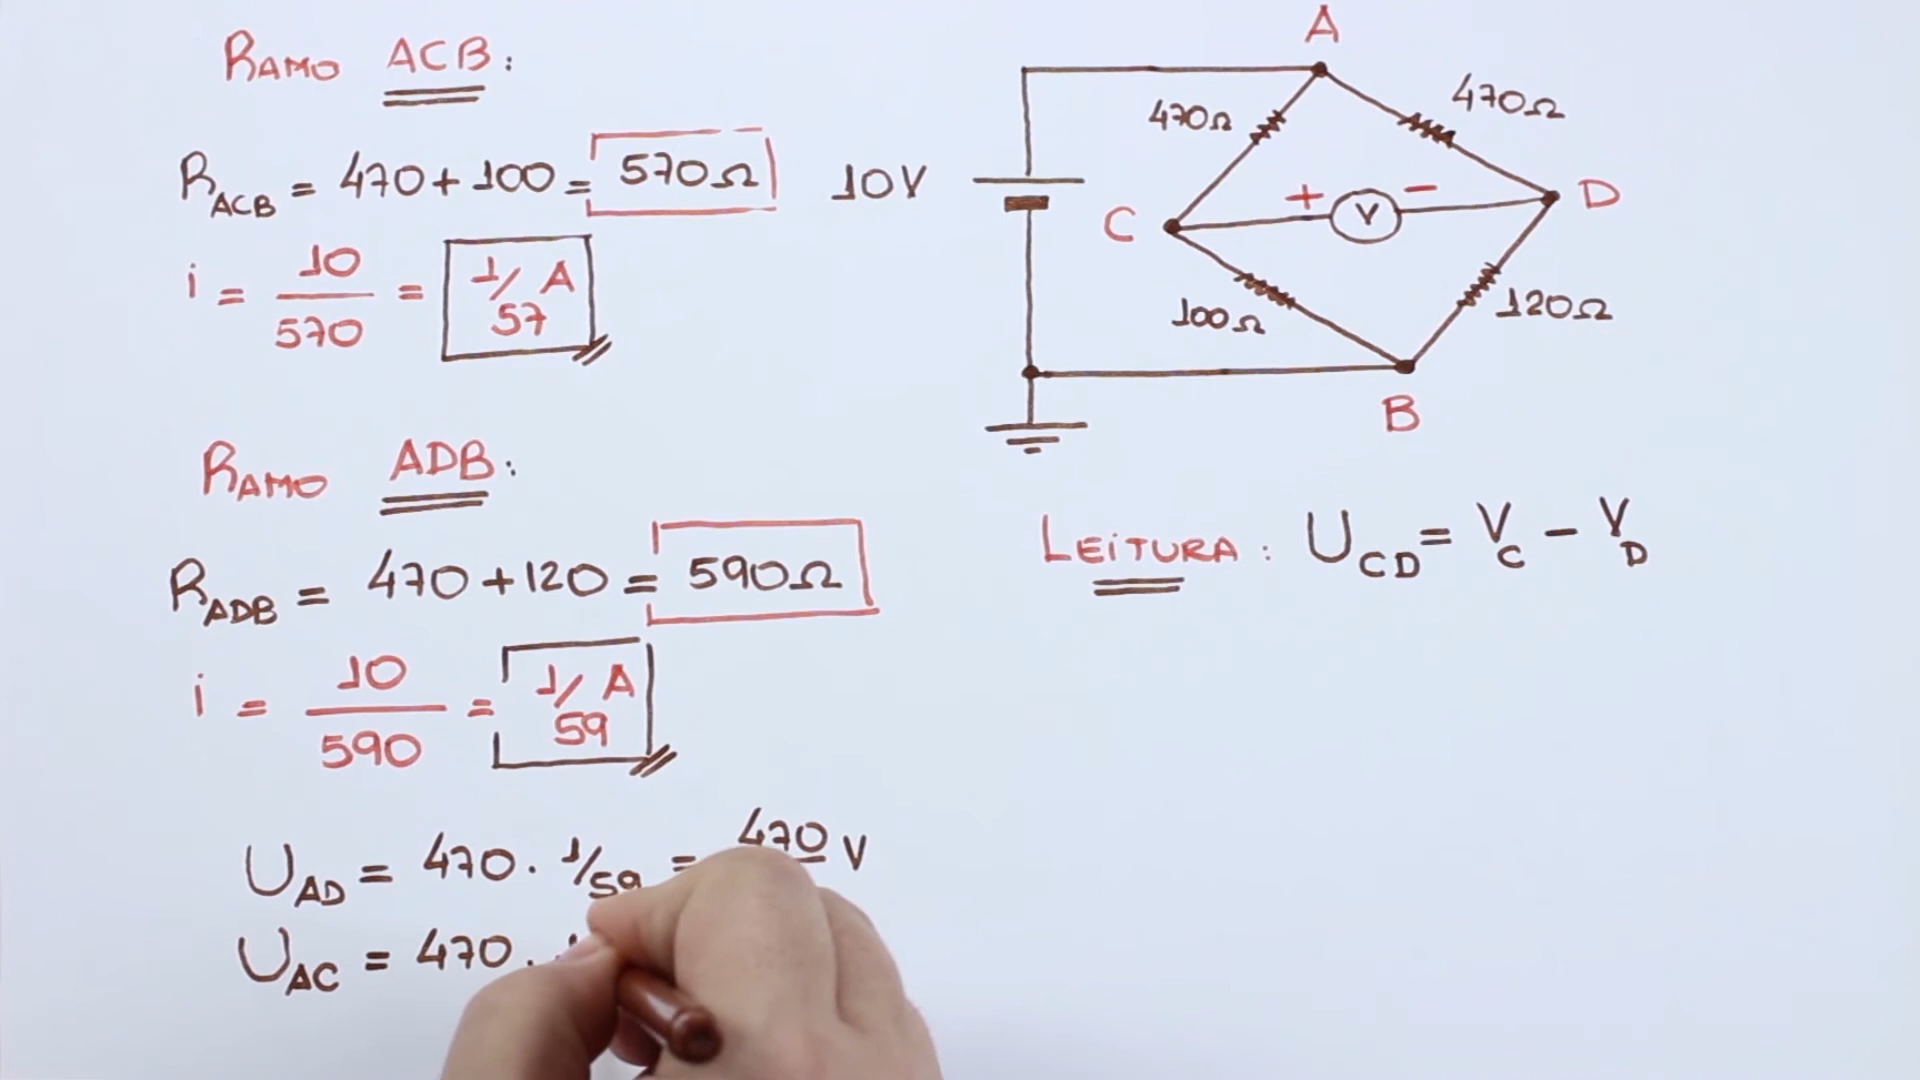 RAMO ACB:
R_ACB = 470 + 100 = 570Ω
i = 10/570 = 1/57 A
RAMO ADB:
R_ADB = 470 + 120 = 590Ω
i = 10/590 = 1/59 A
U_AD = 470 . 1/59 = 470 V
U_AC = 470 .
A
470Ω
470Ω
10V
C
+
V
−
D
100Ω
120Ω
B
LEITURA: U_CD = V_C − V_D